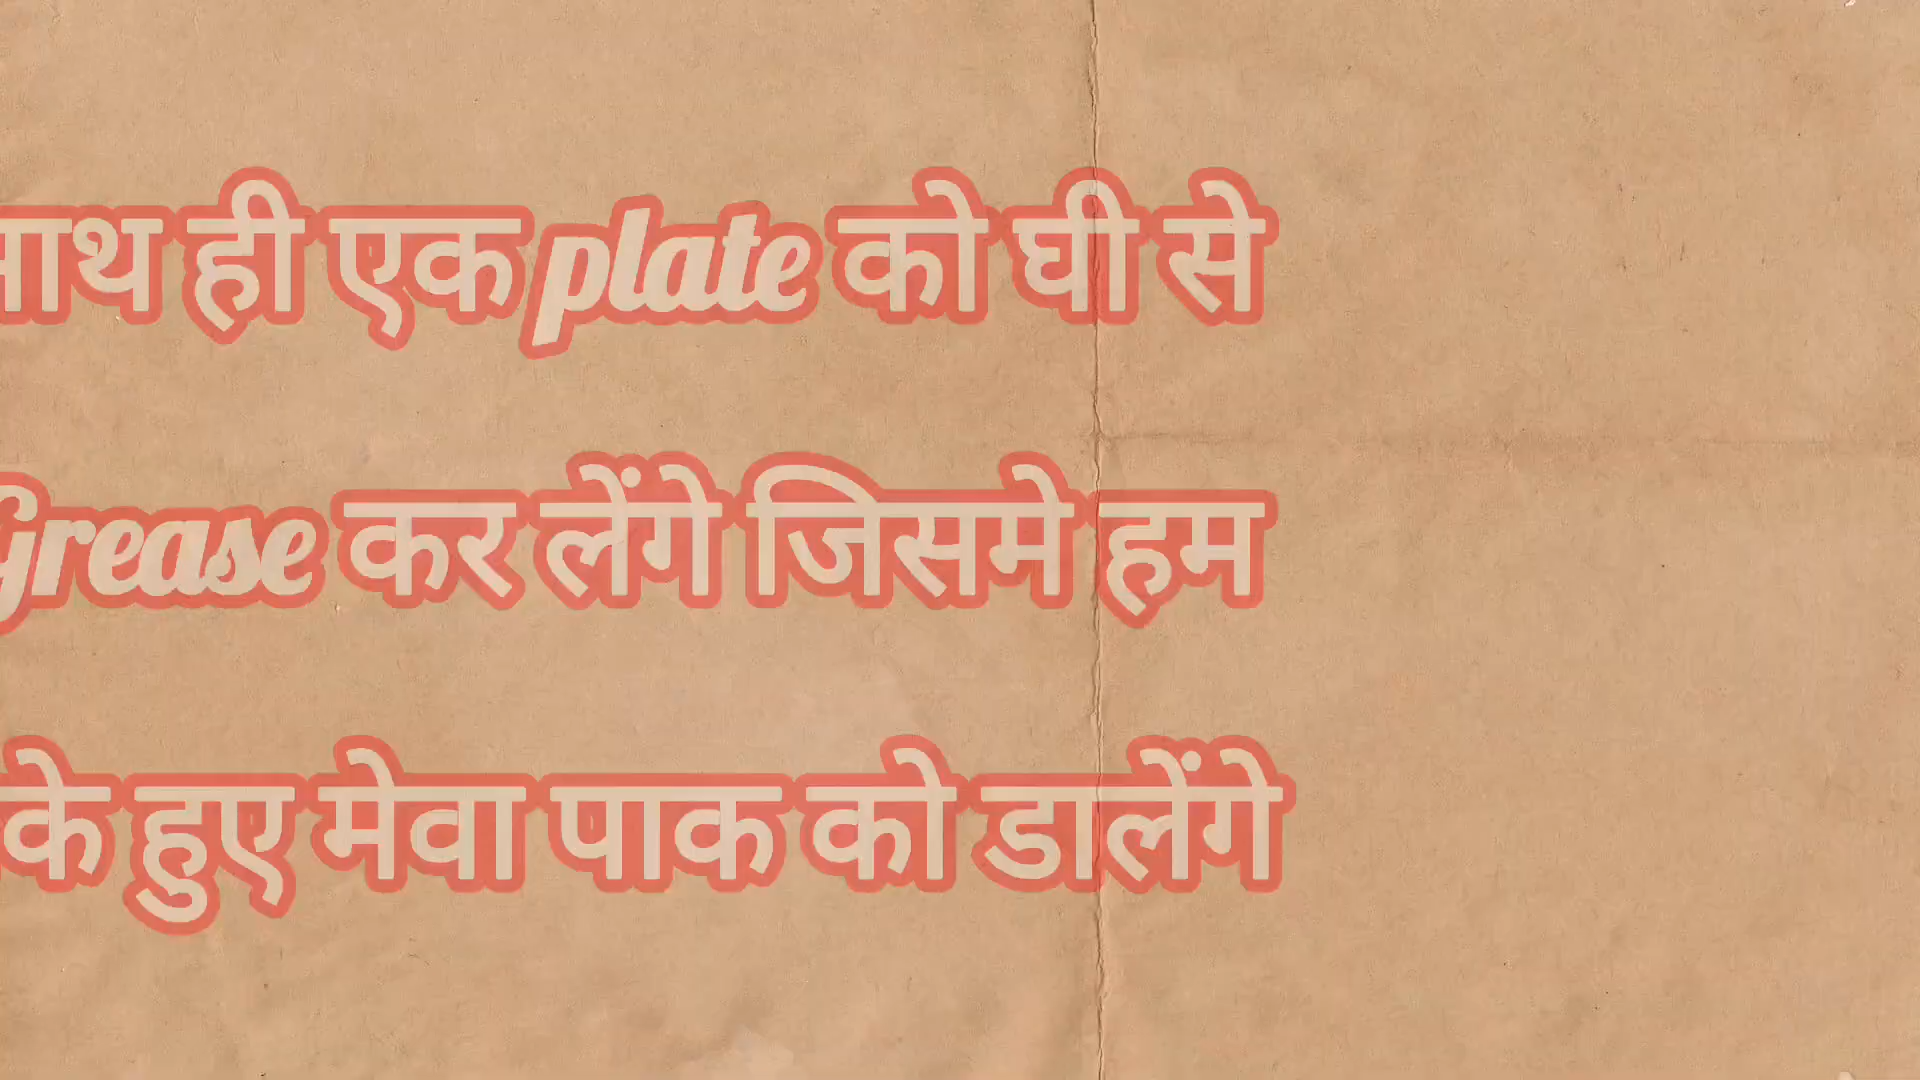 साथ ही एक plate को घी से
Grease कर लेंगे जिसमे हम
के हुए मेवा पाक को डालेंगे